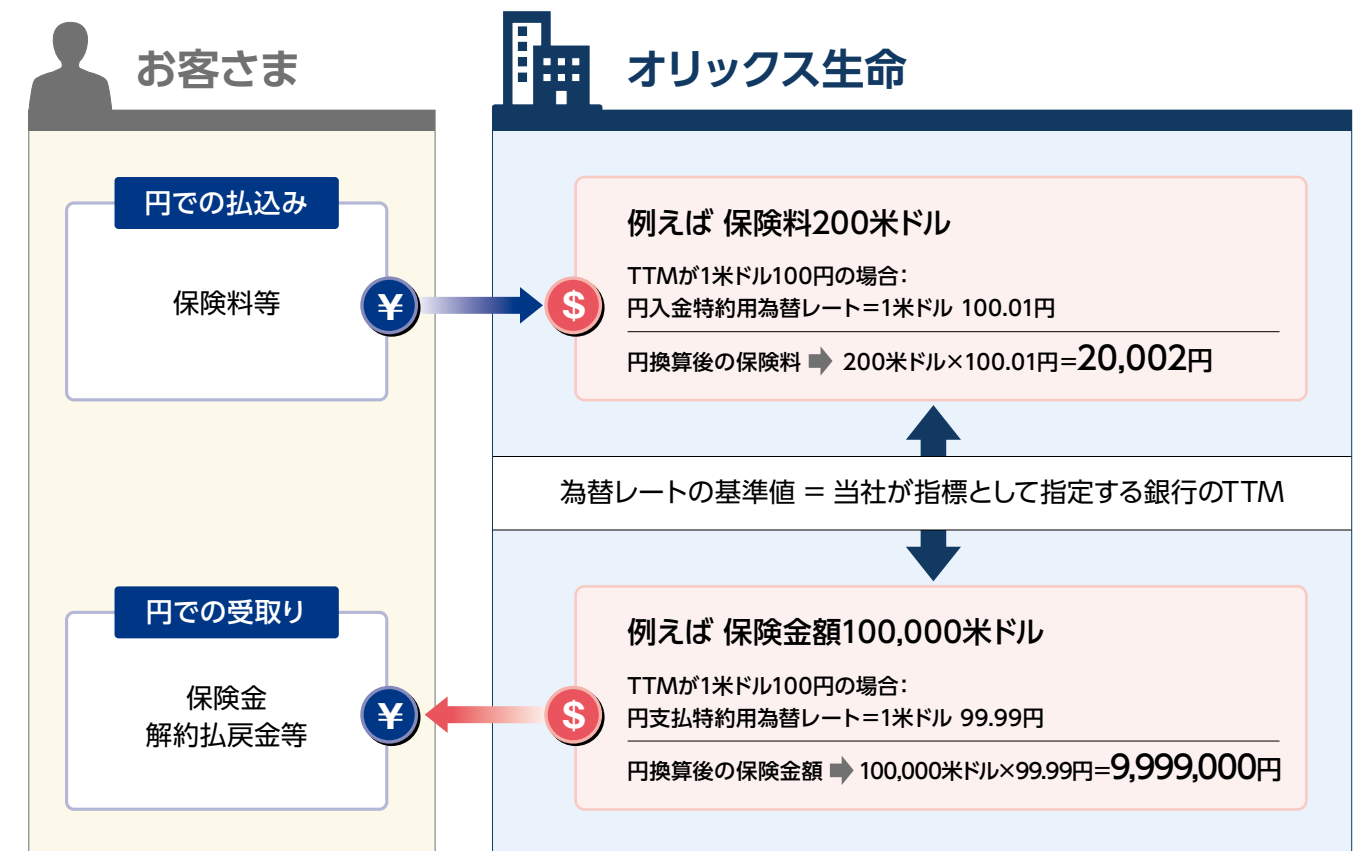 お客さま
オリックス生命
円での払込み
保険料等
¥
$
例えば 保険料200米ドル
TTMが1米ドル100円の場合：
円入金特約用為替レート＝1米ドル 100.01円
円換算後の保険料 ➡ 200米ドル×100.01円=20,002円
為替レートの基準値 = 当社が指標として指定する銀行のTTM
円での受取り
保険金
解約払戻金等
¥
$
例えば 保険金額100,000米ドル
TTMが1米ドル100円の場合：
円支払特約用為替レート＝1米ドル 99.99円
円換算後の保険金額 ➡ 100,000米ドル×99.99円=9,999,000円